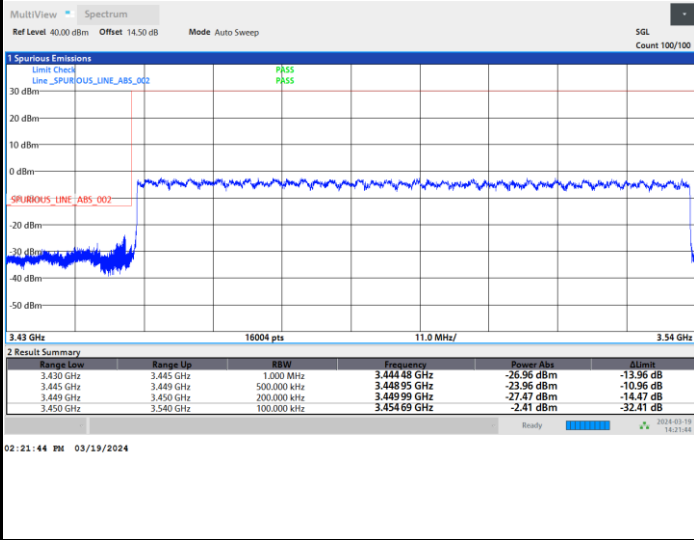 MultiView Spectrum
Ref Level 40.00 dBm Offset 14.50 dB Mode Auto Sweep SGL
Count 100/100
1 Spurious Emissions
Limit Check PASS
Line _SPURIOUS_LINE_ABS_002 PASS
30 dBm
20 dBm
10 dBm
0 dBm
_SPURIOUS_LINE_ABS_002
-20 dBm
-30 dBm
-40 dBm
-50 dBm
3.43 GHz 16004 pts 11.0 MHz/ 3.54 GHz
2 Result Summary
Range Low Range Up RBW Frequency Power Abs ΔLimit
3.430 GHz 3.445 GHz 1.000 MHz 3.444 48 GHz -26.96 dBm -13.96 dB
3.445 GHz 3.449 GHz 500.000 kHz 3.448 95 GHz -23.96 dBm -10.96 dB
3.449 GHz 3.450 GHz 200.000 kHz 3.449 99 GHz -27.47 dBm -14.47 dB
3.450 GHz 3.540 GHz 100.000 kHz 3.454 69 GHz -2.41 dBm -32.41 dB
Ready 2024-03-19
14:21:44
02:21:44 PM 03/19/2024